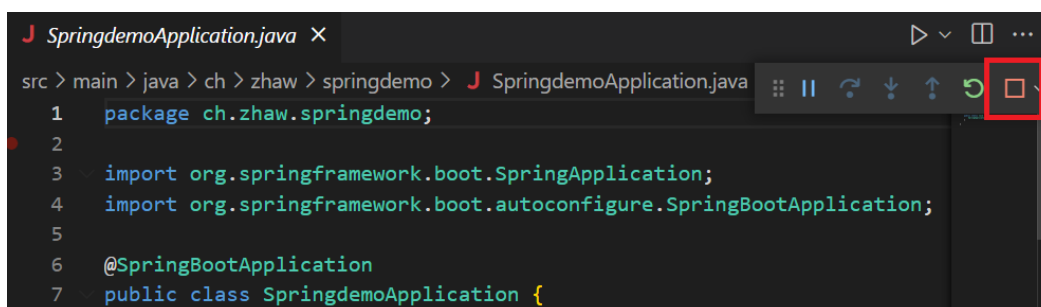 J SpringdemoApplication.java
src > main > java > ch > zhaw > springdemo > J SpringdemoApplication.java
1 package ch.zhaw.springdemo;
2
3 import org.springframework.boot.SpringApplication;
4 import org.springframework.boot.autoconfigure.SpringBootApplication;
5
6 @SpringBootApplication
7 public class SpringdemoApplication {